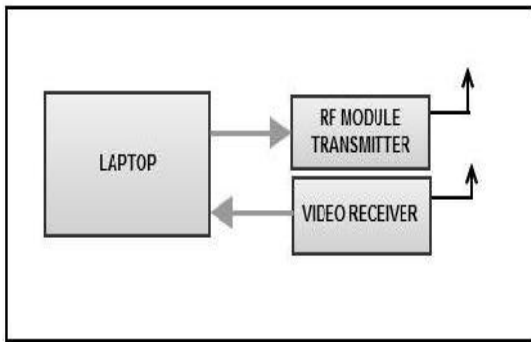 LAPTOP
RF MODULE
TRANSMITTER
VIDEO RECEIVER